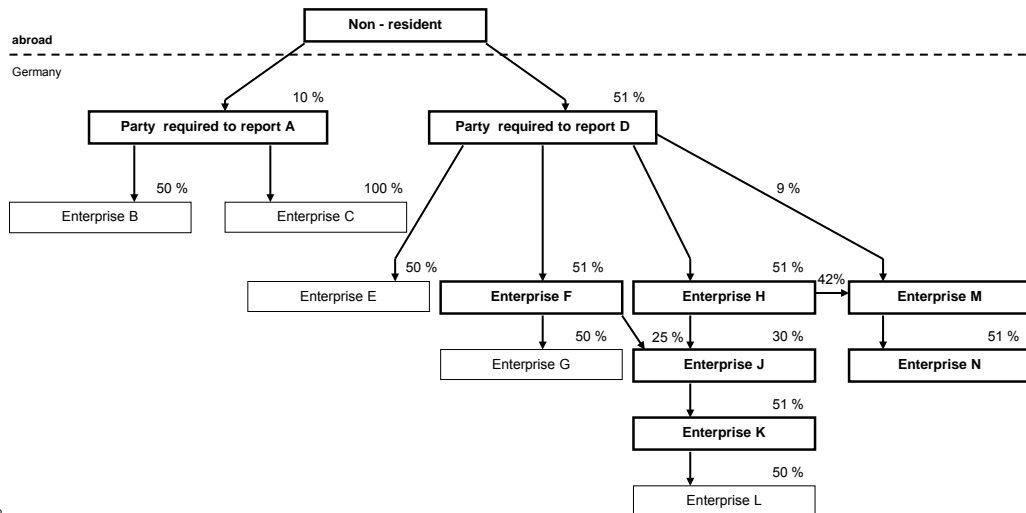 Non - resident
abroad
Germany
10 %
51 %
Party required to report A
Party required to report D
50 %
100 %
9 %
Enterprise B
Enterprise C
50 %
51 %
51 %
42%
Enterprise E
Enterprise F
Enterprise H
Enterprise M
50 %
25 %
30 %
51 %
Enterprise G
Enterprise J
Enterprise N
51 %
Enterprise K
50 %
Enterprise L